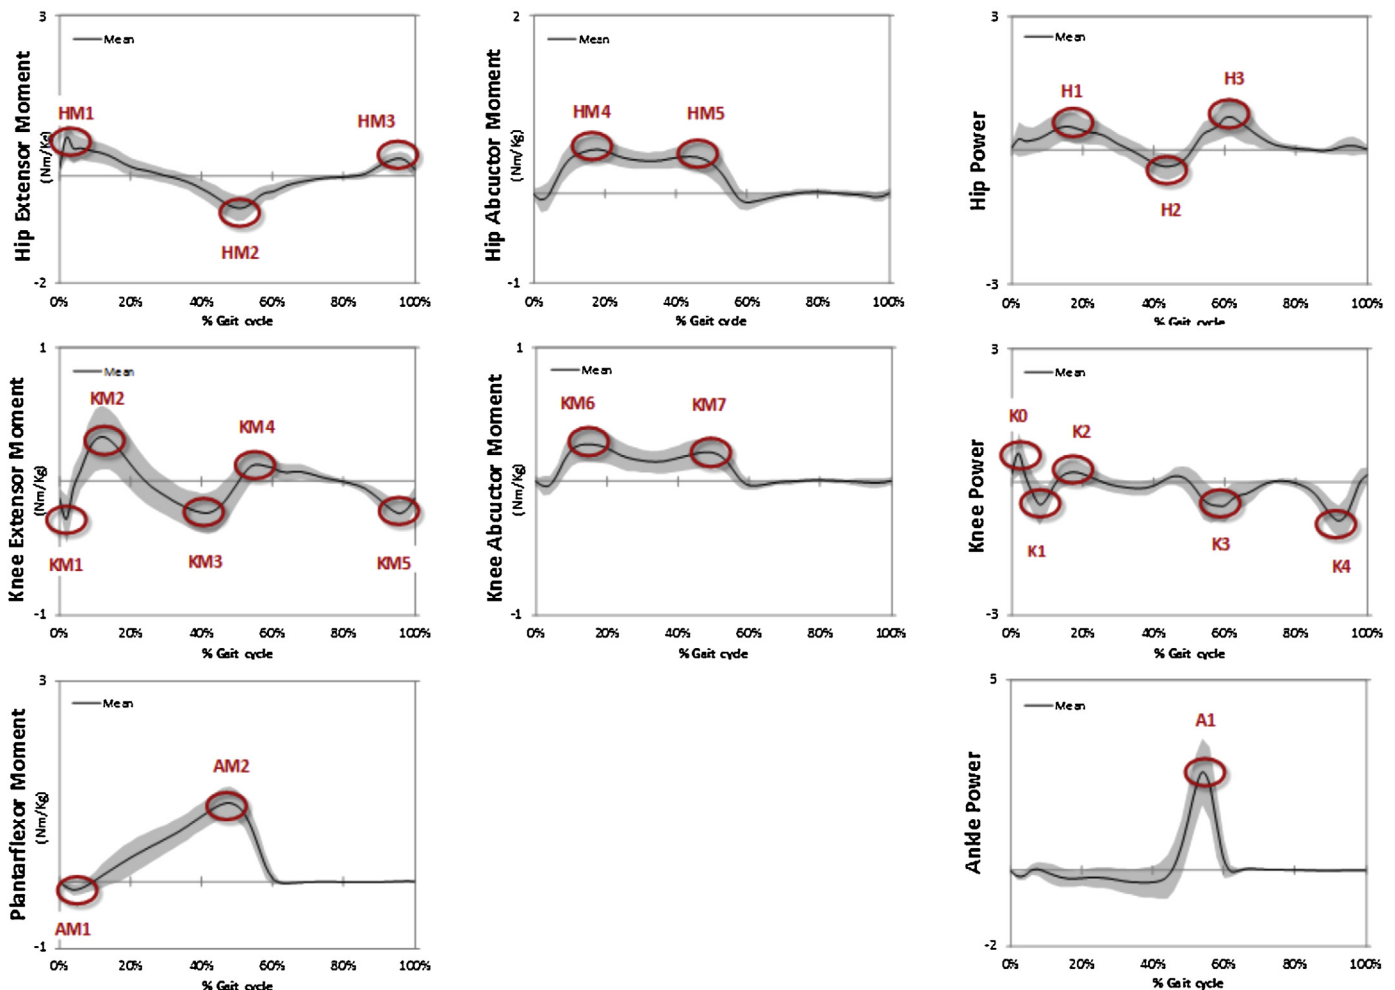 Hip Extensor Moment
(Nm/Kg)
3
-2
Mean
HM1
HM2
HM3
0% 20% 40% 60% 80% 100%
% Gait cycle
Hip Abcuctor Moment
(Nm/Kg)
2
-1
Mean
HM4
HM5
0% 20% 40% 60% 80% 100%
% Gait cycle
Hip Power
3
-3
Mean
H1
H2
H3
0% 20% 40% 60% 80% 100%
% Gait cycle
Knee Extensor Moment
(Nm/Kg)
1
-1
Mean
KM1
KM2
KM3
KM4
KM5
0% 20% 40% 60% 80% 100%
% Gait cycle
Knee Abcuctor Moment
(Nm/Kg)
1
-1
Mean
KM6
KM7
0% 20% 40% 60% 80% 100%
% Gait cycle
Knee Power
3
-3
Mean
K0
K1
K2
K3
K4
0% 20% 40% 60% 80% 100%
% Gait cycle
Plantarflexor Moment
(Nm/Kg)
3
-1
Mean
AM1
AM2
0% 20% 40% 60% 80% 100%
% Gait cycle
Ankle Power
5
-2
Mean
A1
0% 20% 40% 60% 80% 100%
% Gait cycle